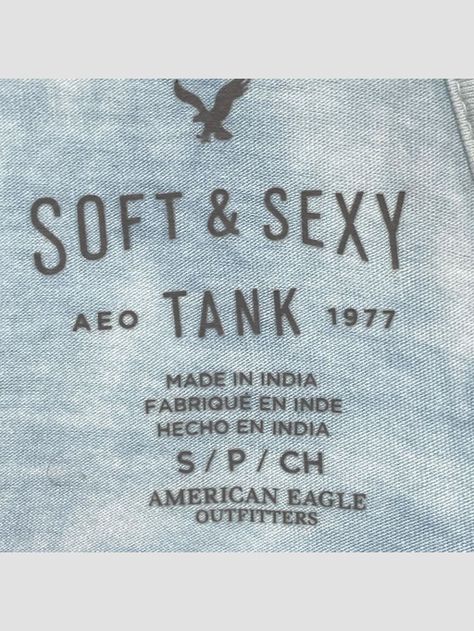 SOFT & SEXY
AEO TANK 1977
MADE IN INDIA
FABRIQUÉ EN INDE
HECHO EN INDIA
S / P / CH
AMERICAN EAGLE
OUTFITTERS